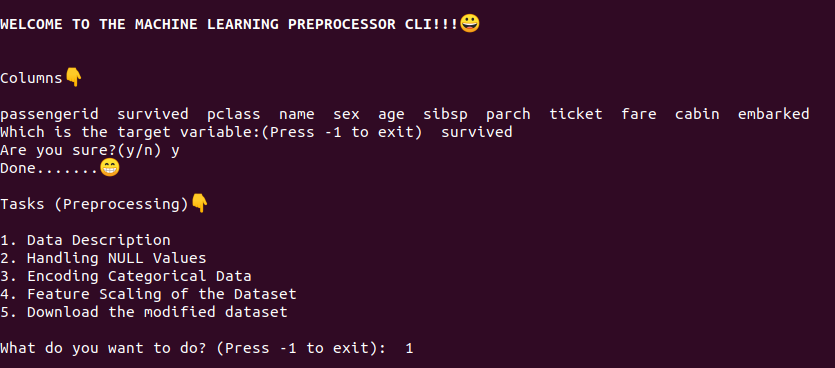 WELCOME TO THE MACHINE LEARNING PREPROCESSOR CLI!!!😀
Columns👇
passengerid  survived  pclass  name  sex  age  sibsp  parch  ticket  fare  cabin  embarked
Which is the target variable:(Press -1 to exit)  survived
Are you sure?(y/n) y
Done.......😁
Tasks (Preprocessing)👇
1. Data Description
2. Handling NULL Values
3. Encoding Categorical Data
4. Feature Scaling of the Dataset
5. Download the modified dataset
What do you want to do? (Press -1 to exit):  1